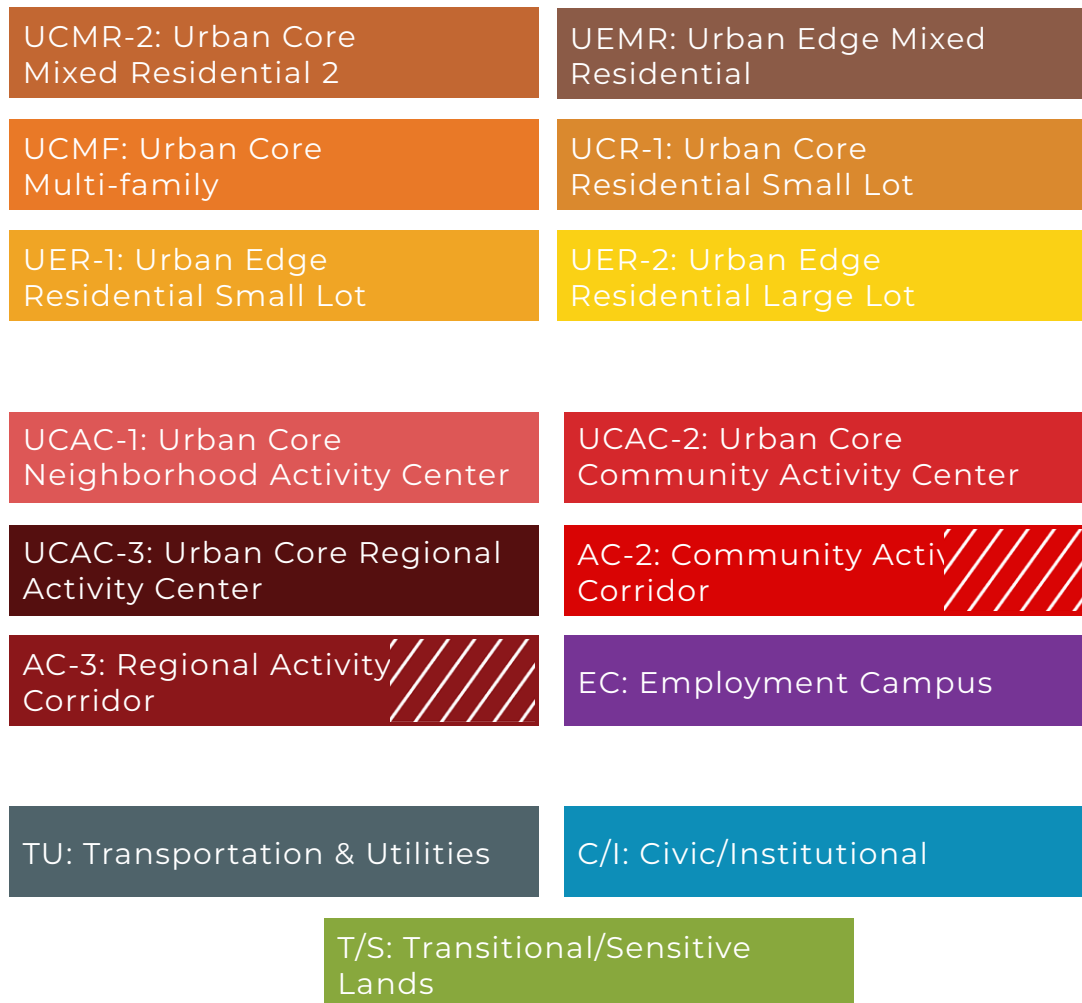 UCMR-2: Urban Core
Mixed Residential 2
UEMR: Urban Edge Mixed
Residential
UCMF: Urban Core
Multi-family
UCR-1: Urban Core
Residential Small Lot
UER-1: Urban Edge
Residential Small Lot
UER-2: Urban Edge
Residential Large Lot
UCAC-1: Urban Core
Neighborhood Activity Center
UCAC-2: Urban Core
Community Activity Center
UCAC-3: Urban Core Regional
Activity Center
AC-2: Community
Corridor
AC-3: Regional Activity
Corridor
EC: Employment Campus
TU: Transportation & Utilities
C/I: Civic/Institutional
T/S: Transitional/Sensitive
Lands